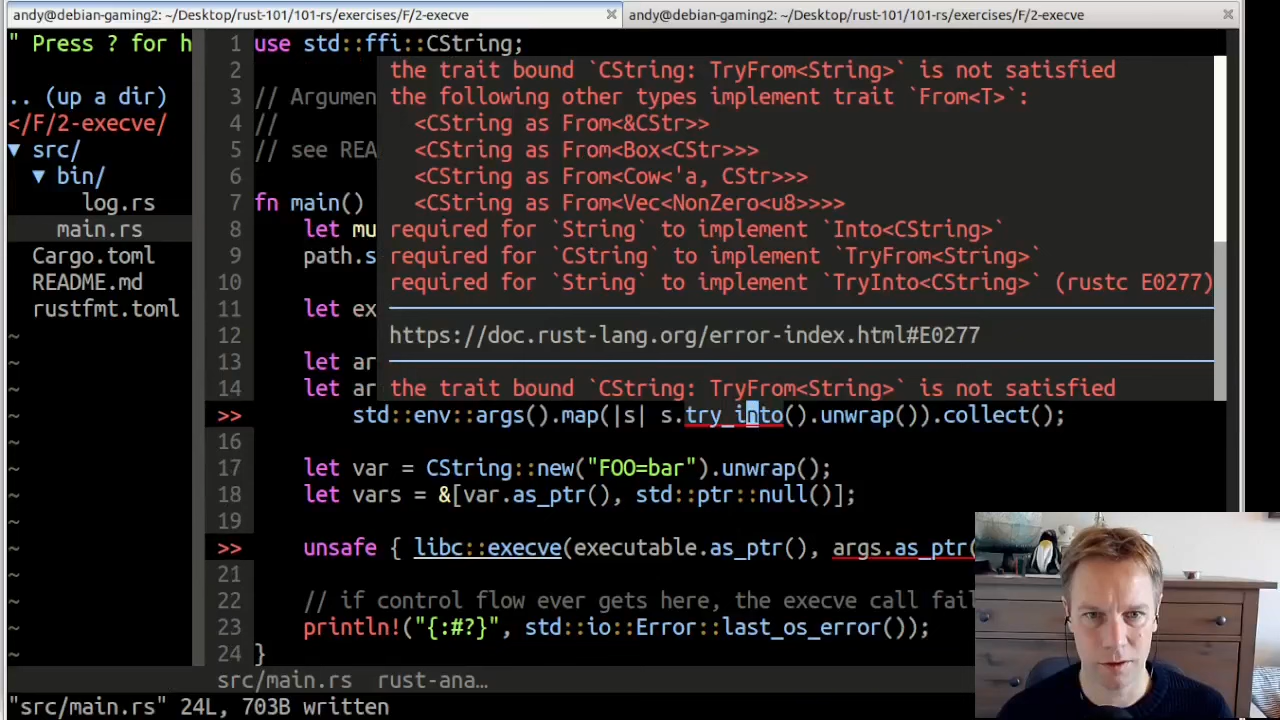 andy@debian-gaming2: ~/Desktop/rust-101/101-rs/exercises/F/2-execve
andy@debian-gaming2: ~/Desktop/rust-101/101-rs/exercises/F/2-execve
" Press ? for h
.. (up a dir)
</F/2-execve/
▼ src/
▼ bin/
log.rs
main.rs
Cargo.toml
README.md
rustfmt.toml
~
~
~
~
~
~
~
~
~
~
~
~
~
1 use std::ffi::CString;
2
3 // Argumen
4 //
5 // see REA
6
7 fn main()
8 let mu
9 path.s
10
11 let ex
12
13 let ar
14 let ar
the trait bound `CString: TryFrom<String>` is not satisfied
the following other types implement trait `From<T>`:
<CString as From<&CStr>>
<CString as From<Box<CStr>>>
<CString as From<Cow<'a, CStr>>>
<CString as From<Vec<NonZero<u8>>>>
required for `String` to implement `Into<CString>`
required for `CString` to implement `TryFrom<String>`
required for `String` to implement `TryInto<CString>` (rustc E0277)
https://doc.rust-lang.org/error-index.html#E0277
the trait bound `CString: TryFrom<String>` is not satisfied
>> std::env::args().map(|s| s.try_into().unwrap()).collect();
16
17 let var = CString::new("FOO=bar").unwrap();
18 let vars = &[var.as_ptr(), std::ptr::null()];
19
>> unsafe { libc::execve(executable.as_ptr(), args.as_ptr(
21
22 // if control flow ever gets here, the execve call fai
23 println!("{:#?}", std::io::Error::last_os_error());
24 }
src/main.rs rust-ana…
"src/main.rs" 24L, 703B written